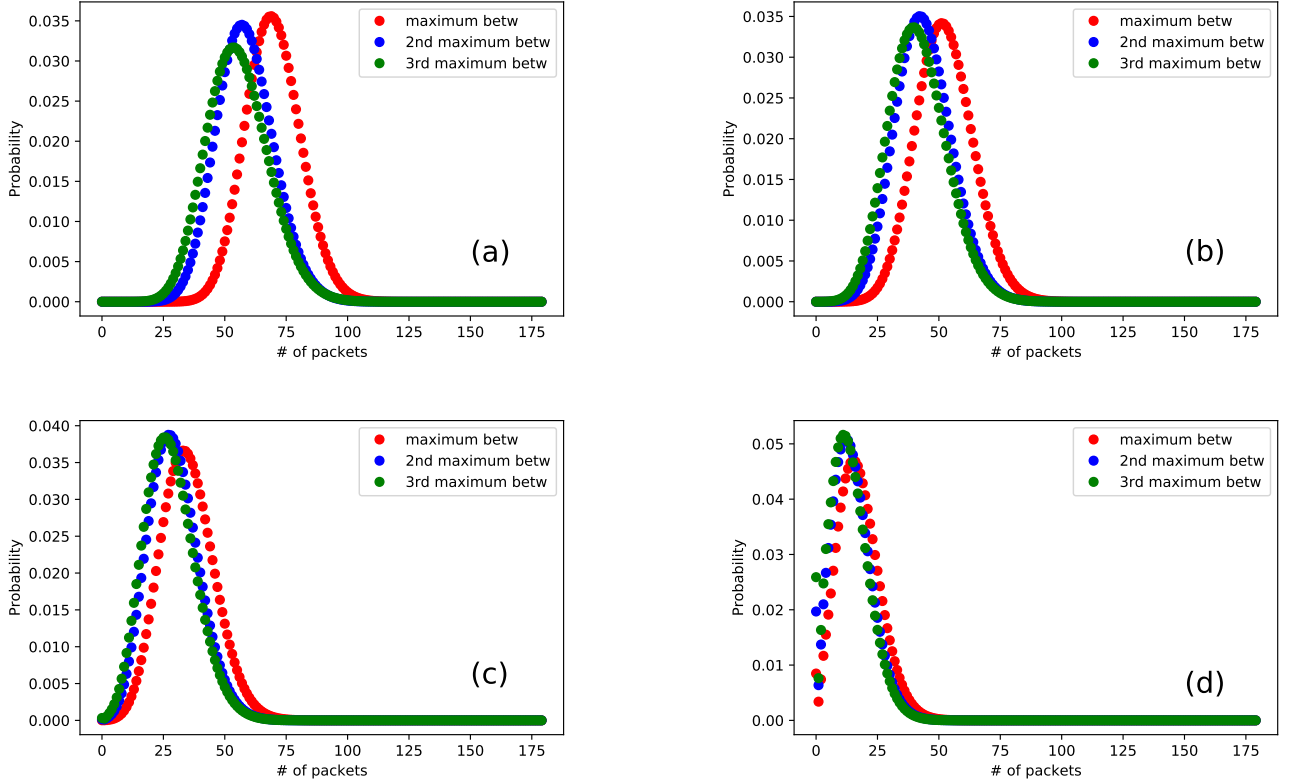 0.035
0.030
0.025
0.020
0.015
0.010
0.005
0.000
Probability
maximum betw
2nd maximum betw
3rd maximum betw
(a)
0 25 50 75 100 125 150 175
# of packets
0.035
0.030
0.025
0.020
0.015
0.010
0.005
0.000
Probability
maximum betw
2nd maximum betw
3rd maximum betw
(b)
0 25 50 75 100 125 150 175
# of packets
0.040
0.035
0.030
0.025
0.020
0.015
0.010
0.005
0.000
Probability
maximum betw
2nd maximum betw
3rd maximum betw
(c)
0 25 50 75 100 125 150 175
# of packets
0.05
0.04
0.03
0.02
0.01
0.00
Probability
maximum betw
2nd maximum betw
3rd maximum betw
(d)
0 25 50 75 100 125 150 175
# of packets